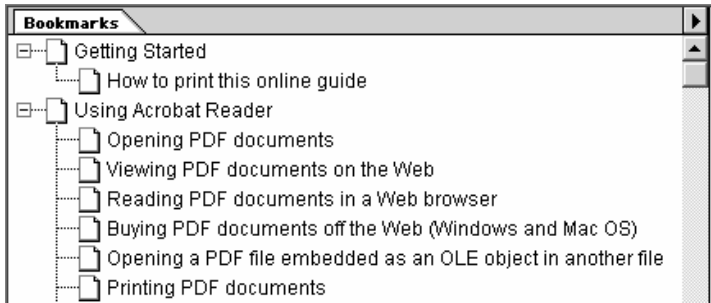 Bookmarks
Getting Started
How to print this online guide
Using Acrobat Reader
Opening PDF documents
Viewing PDF documents on the Web
Reading PDF documents in a Web browser
Buying PDF documents off the Web (Windows and Mac OS)
Opening a PDF file embedded as an OLE object in another file
Printing PDF documents